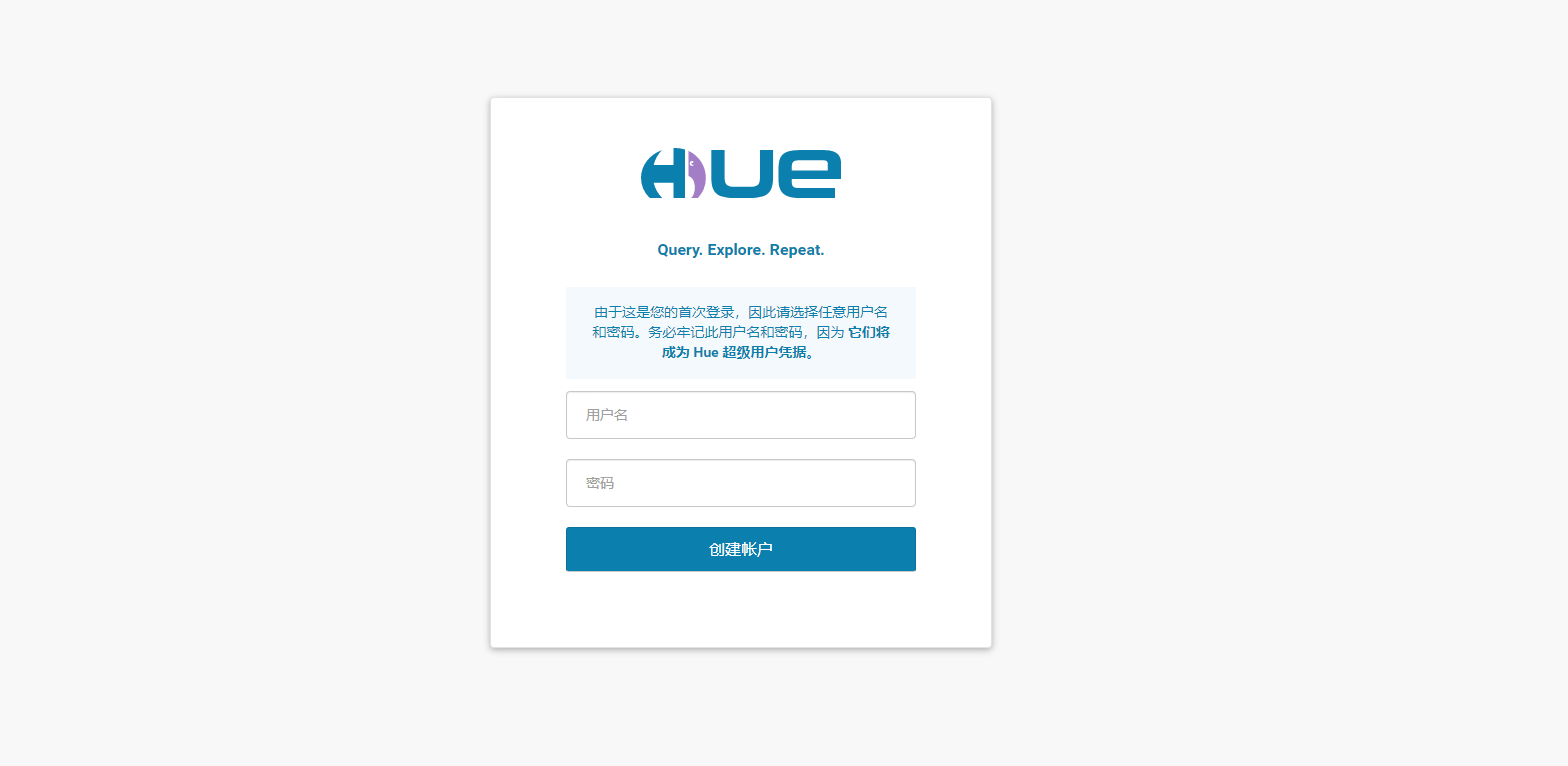 Hue
Query. Explore. Repeat.
由于这是您的首次登录，因此请选择任意用户名
和密码。务必牢记此用户名和密码，因为 它们将
成为 Hue 超级用户凭据。
用户名
密码
创建帐户